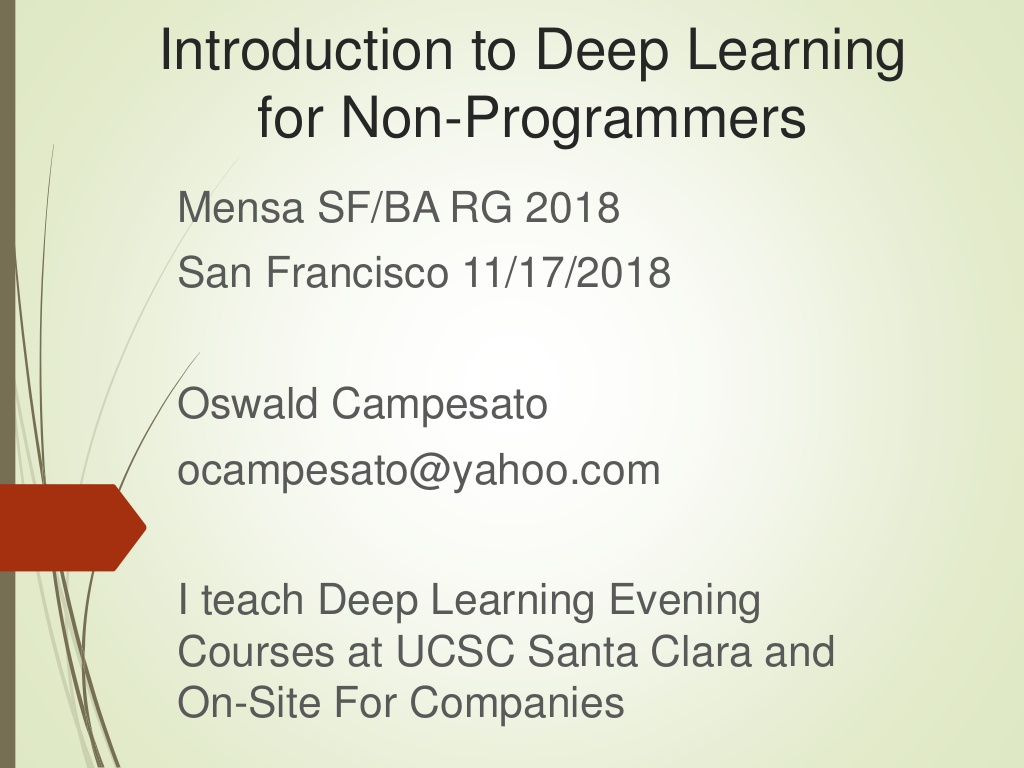 Introduction to Deep Learning
for Non-Programmers
Mensa SF/BA RG 2018
San Francisco 11/17/2018
Oswald Campesato
ocampesato@yahoo.com
I teach Deep Learning Evening
Courses at UCSC Santa Clara and
On-Site For Companies